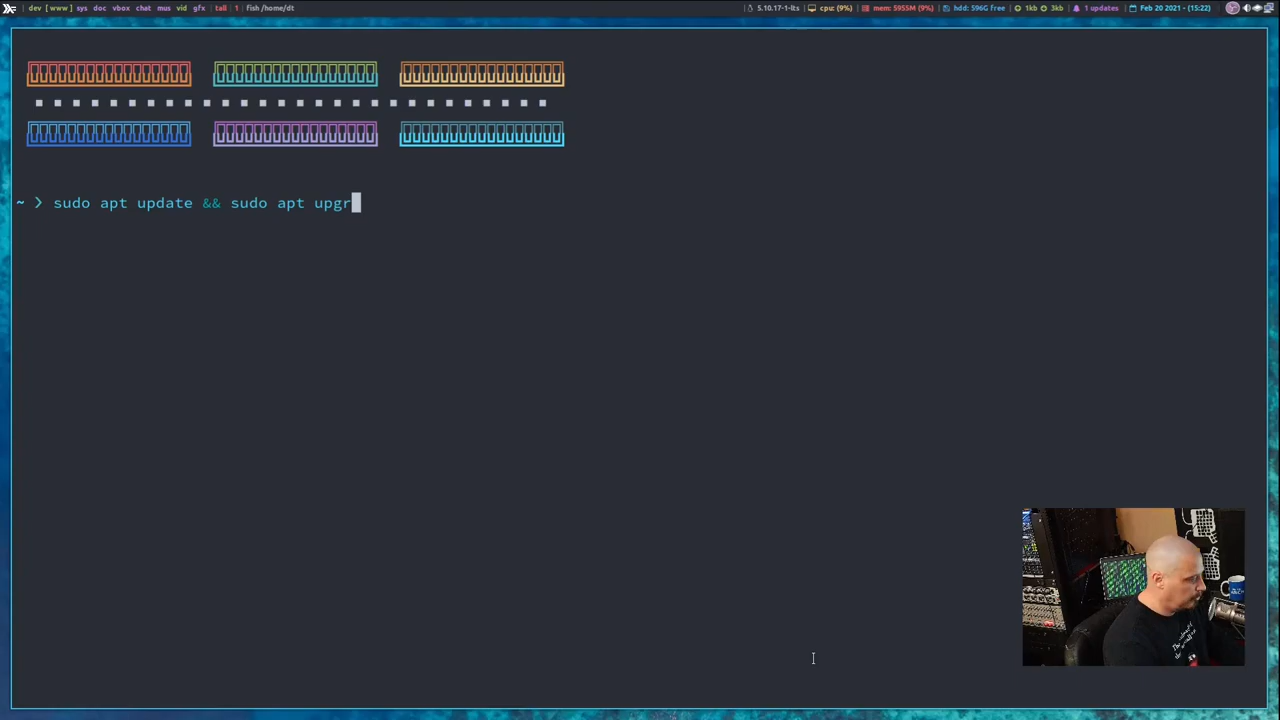 dev [ www ] sys doc vbox chat mus vid gfx | tall | 1 | fish /home/dt 5.10.17-1-lts | cpu: (9%) | mem: 5955M (9%) | hdd: 596G free | 1kb 3kb | 1 updates | Feb 20 2021 - (15:22)
~ ❯ sudo apt update && sudo apt upgr